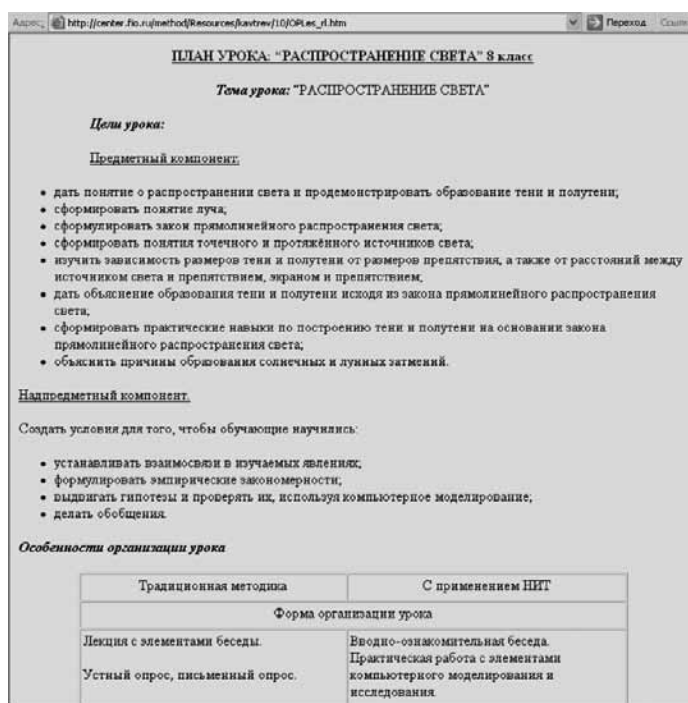 Адрес: http://center.fio.ru/method/Resources/kavtrev/10/OPLes_rl.htm Переход Ссылки
ПЛАН УРОКА: “РАСПРОСТРАНЕНИЕ СВЕТА” 8 класс
Тема урока: “РАСПРОСТРАНЕНИЕ СВЕТА”
Цели урока:
Предметный компонент.
• дать понятие о распространении света и продемонстрировать образование тени и полутени;
• сформировать понятие луча;
• сформулировать закон прямолинейного распространения света;
• сформировать понятия точечного и протяжённого источников света;
• изучить зависимость размеров тени и полутени от размеров препятствия, а также от расстояний между
источником света и препятствием, экраном и препятствием;
• дать объяснение образования тени и полутени исходя из закона прямолинейного распространения
света;
• сформировать практические навыки по построению тени и полутени на основании закона
прямолинейного распространения света;
• объяснить причины образования солнечных и лунных затмений.
Надпредметный компонент.
Создать условия для того, чтобы обучающие научились:
• устанавливать взаимосвязи в изучаемых явлениях;
• формулировать эмпирические закономерности;
• выдвигать гипотезы и проверять их, используя компьютерное моделирование;
• делать обобщения.
Особенности организации урока
Традиционная методика С применением НИТ
Форма организации урока
Лекция с элементами беседы.
Устный опрос, письменный опрос.
Вводно-ознакомительная беседа.
Практическая работа с элементами
компьютерного моделирования и
исследования.